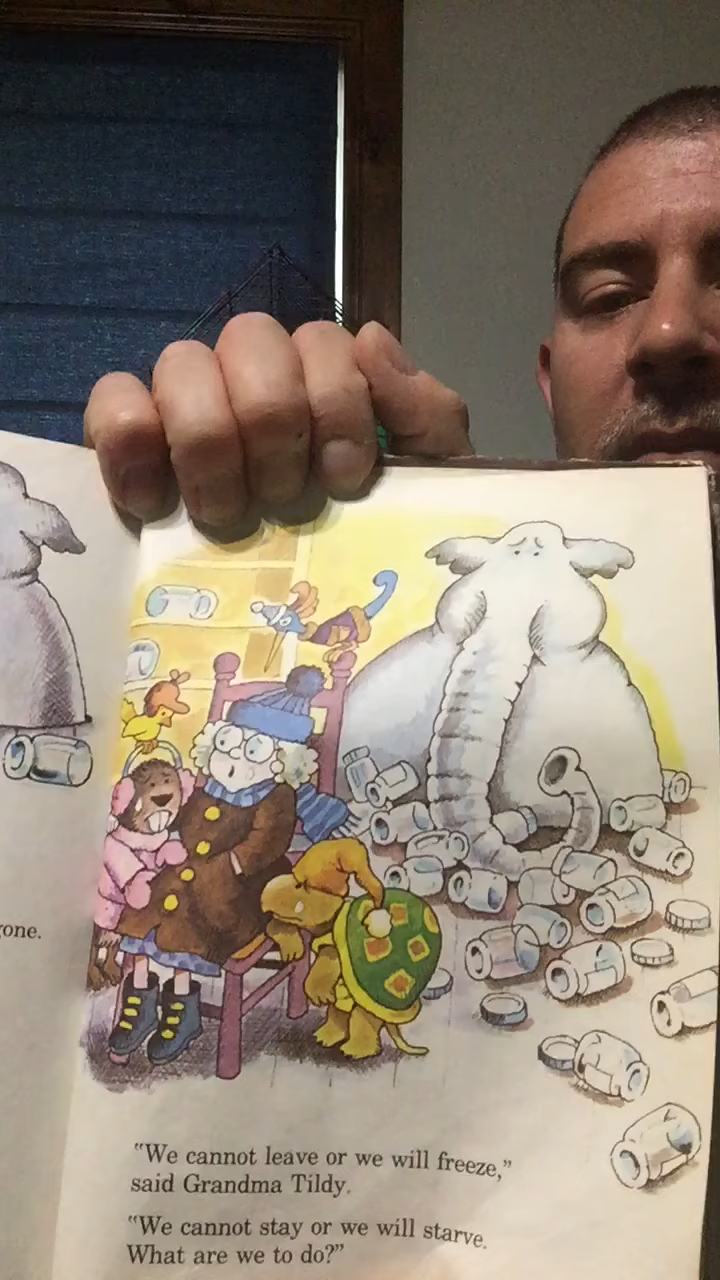 one.
"We cannot leave or we will freeze,"
said Grandma Tildy.
"We cannot stay or we will starve.
What are we to do?"